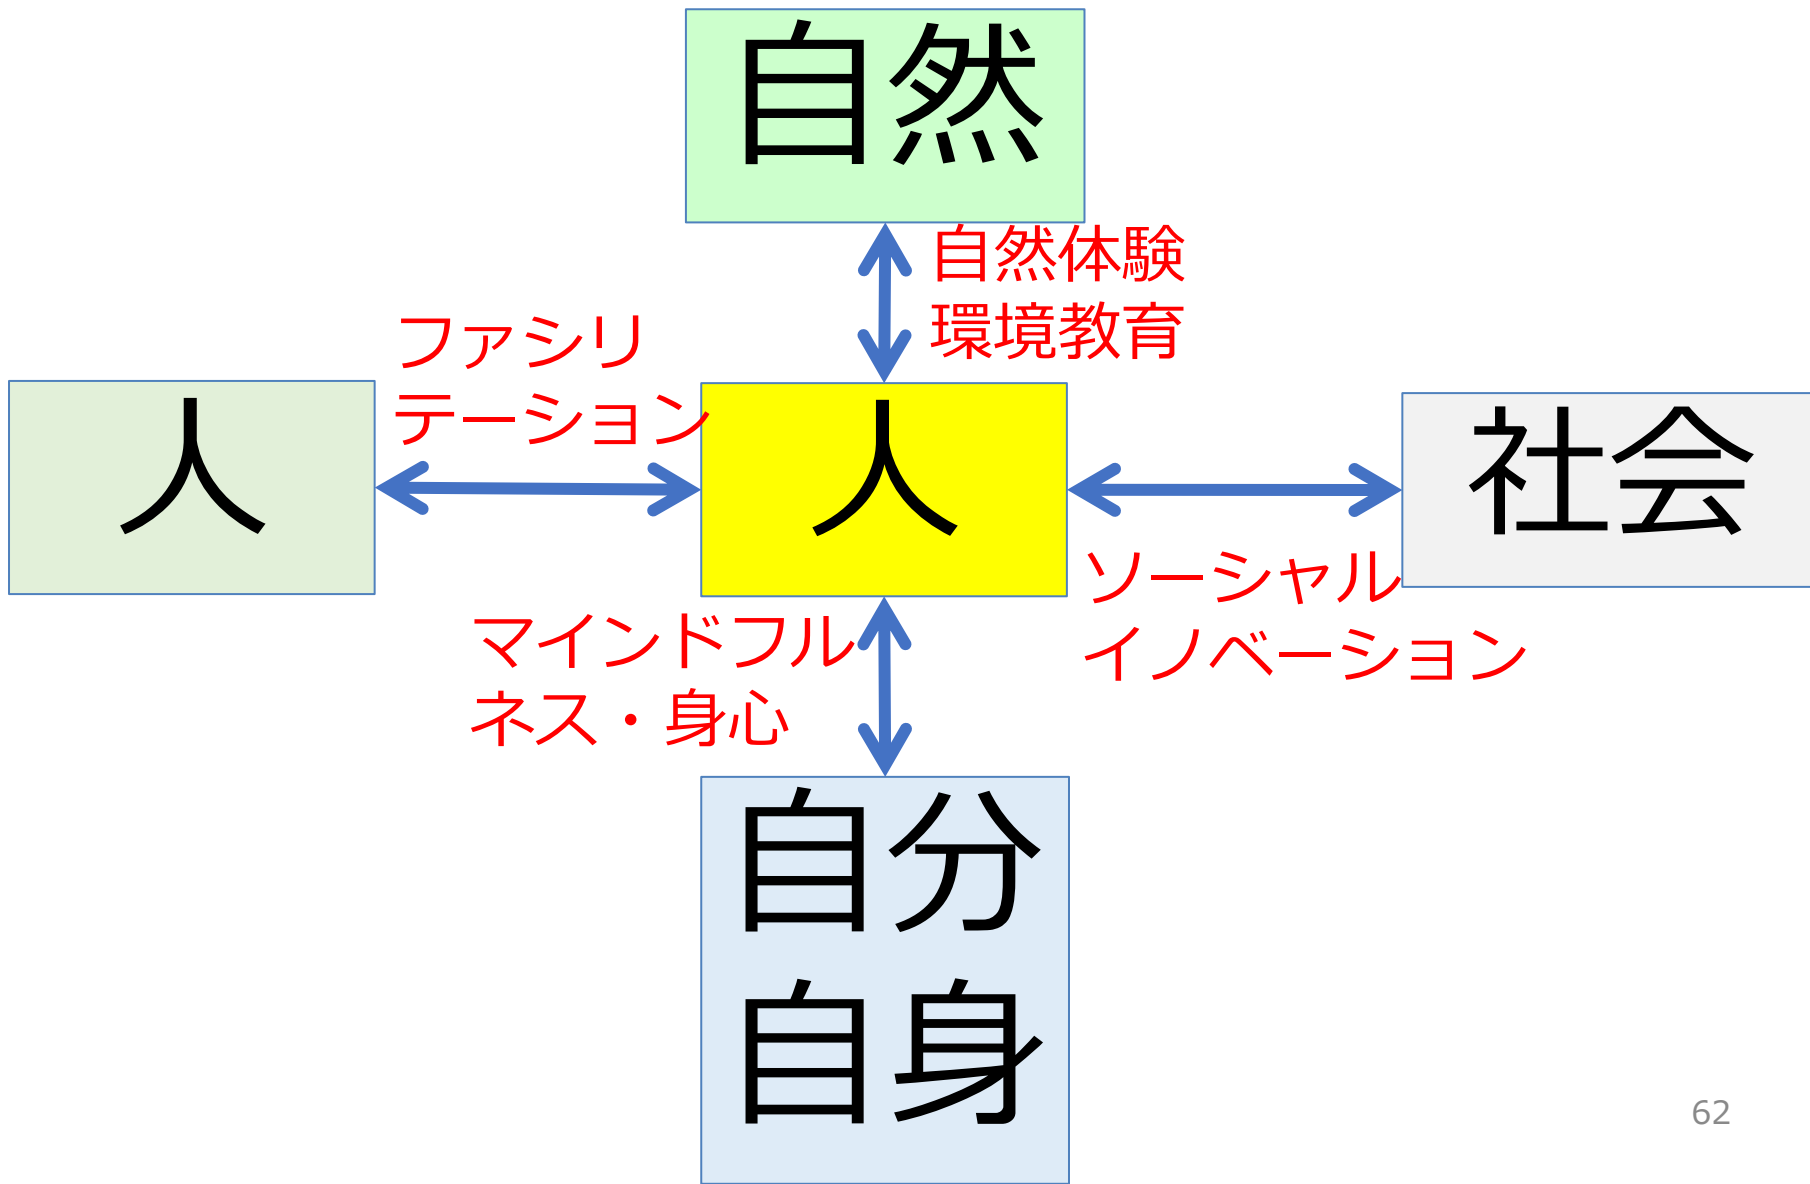 自然
自然体験
環境教育
ファシリ
テーション
人
人
社会
ソーシャル
イノベーション
マインドフル
ネス・身心
自分
自身
62